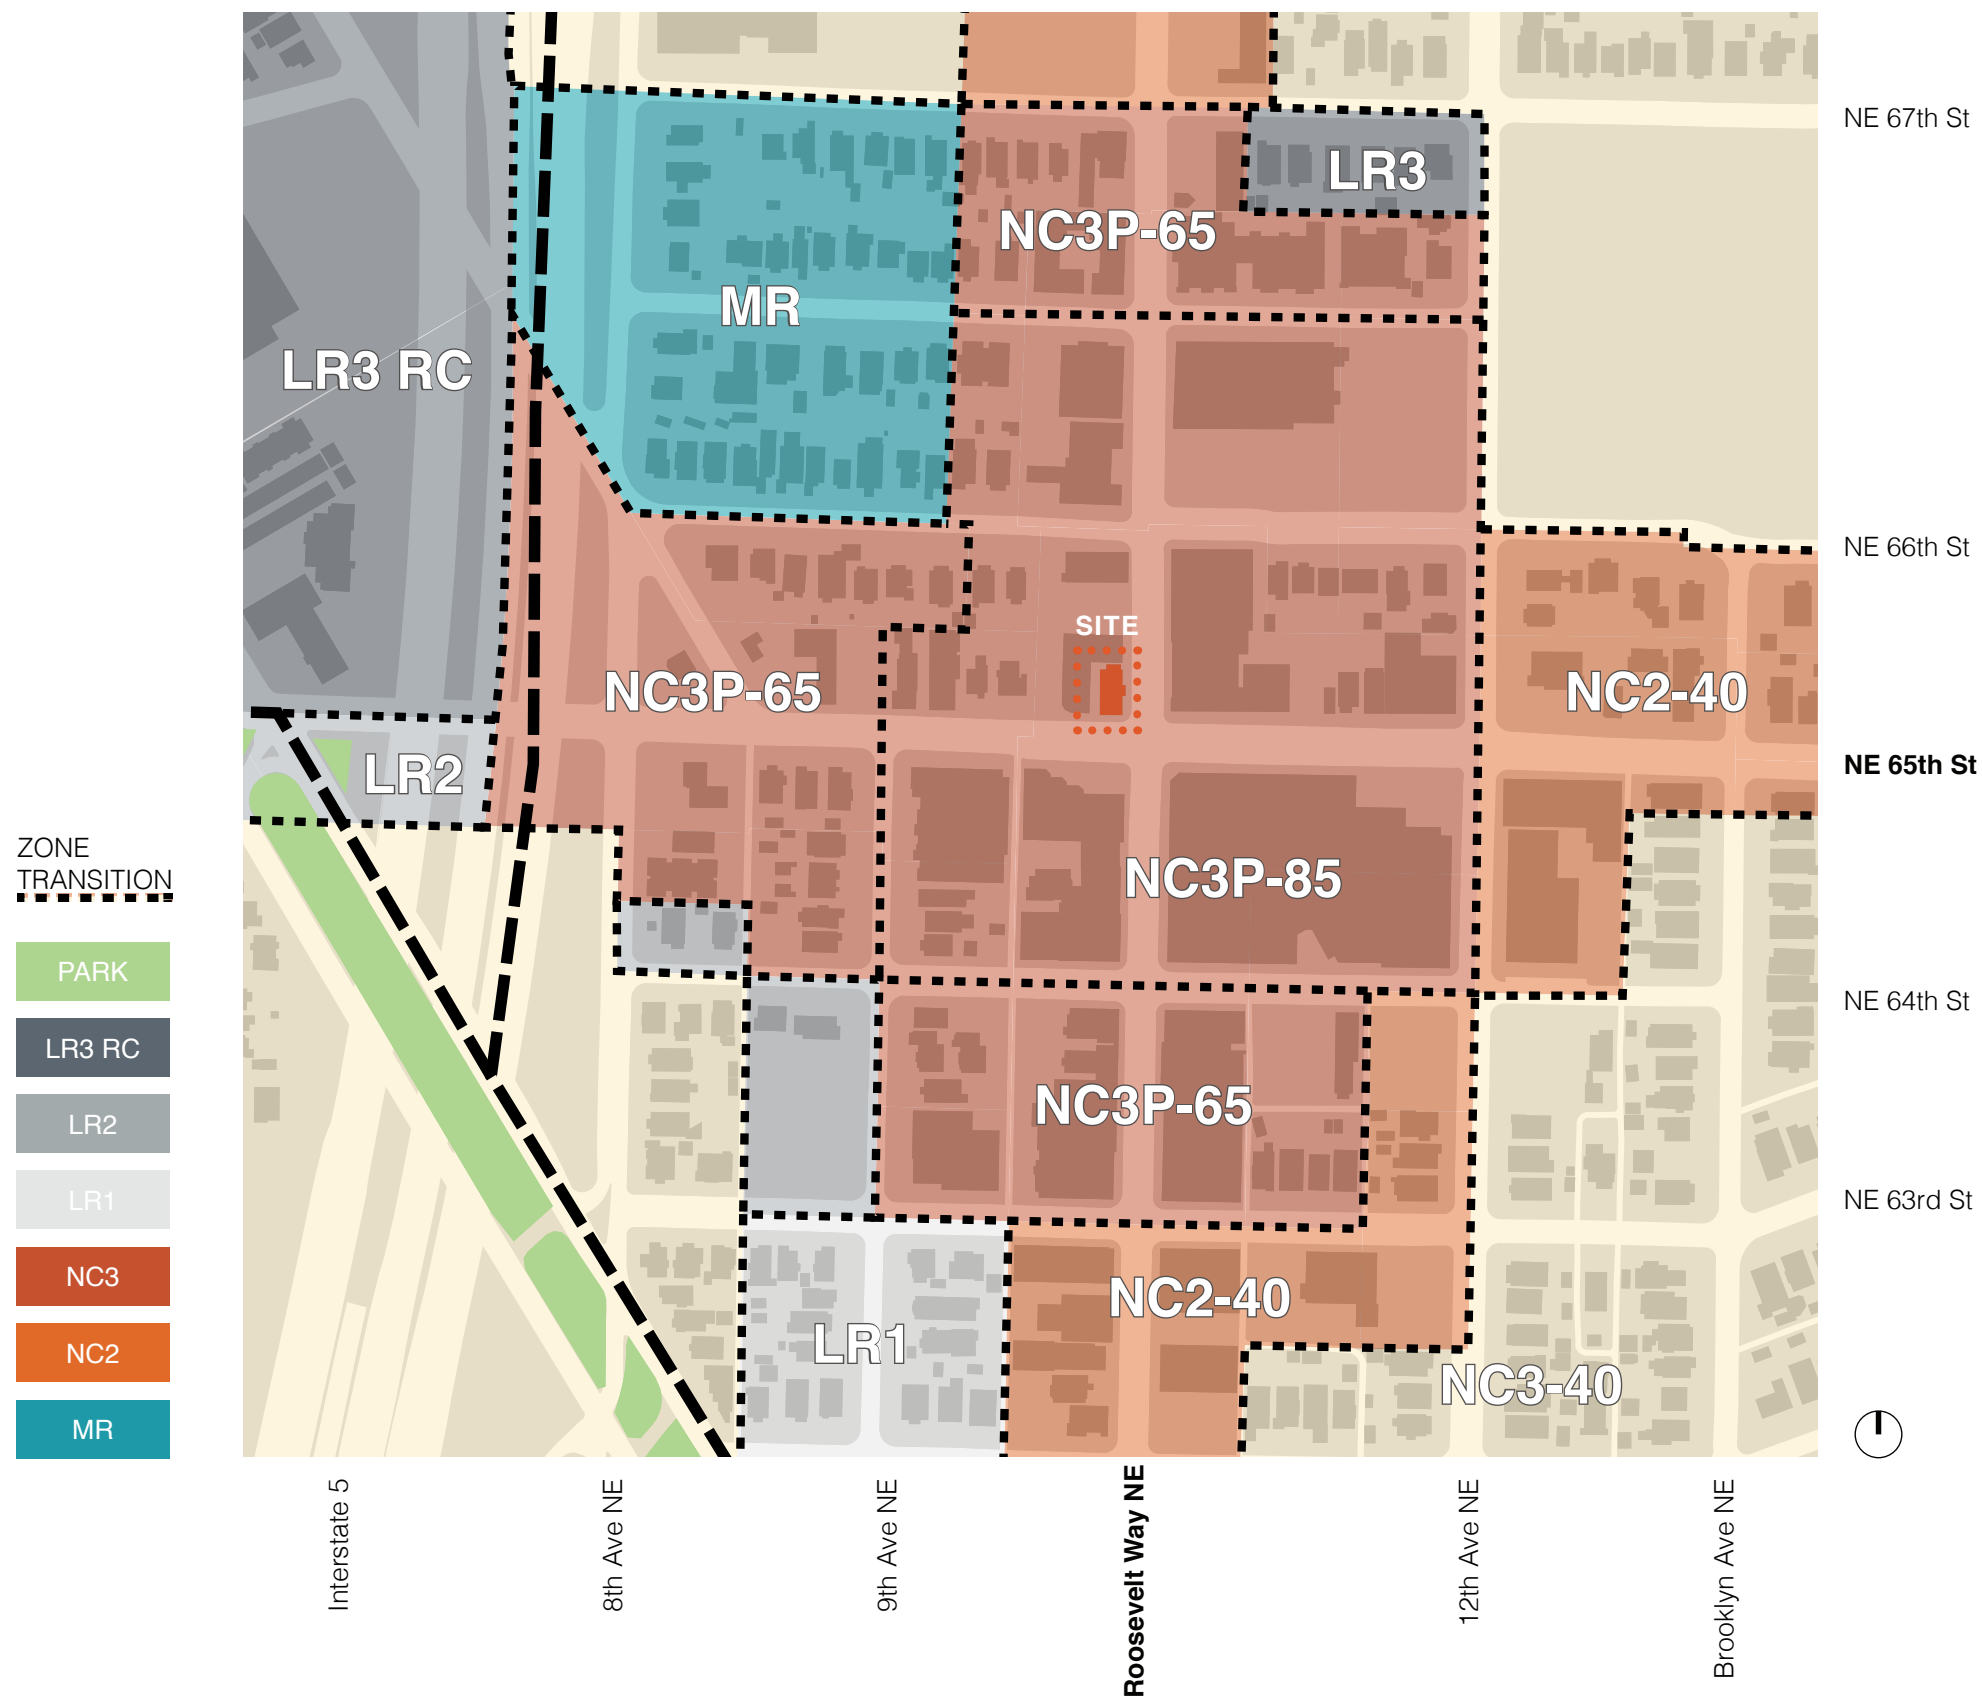 NE 67th St
LR3
NC3P-65
MR
LR3 RC
NE 66th St
SITE
NC3P-65
NC2-40
LR2
NE 65th St
ZONE
TRANSITION
NC3P-85
PARK
NE 64th St
LR3 RC
NC3P-65
LR2
LR1
NE 63rd St
NC3
NC2-40
LR1
NC2
NC3-40
MR
Interstate 5
8th Ave NE
9th Ave NE
Roosevelt Way NE
12th Ave NE
Brooklyn Ave NE